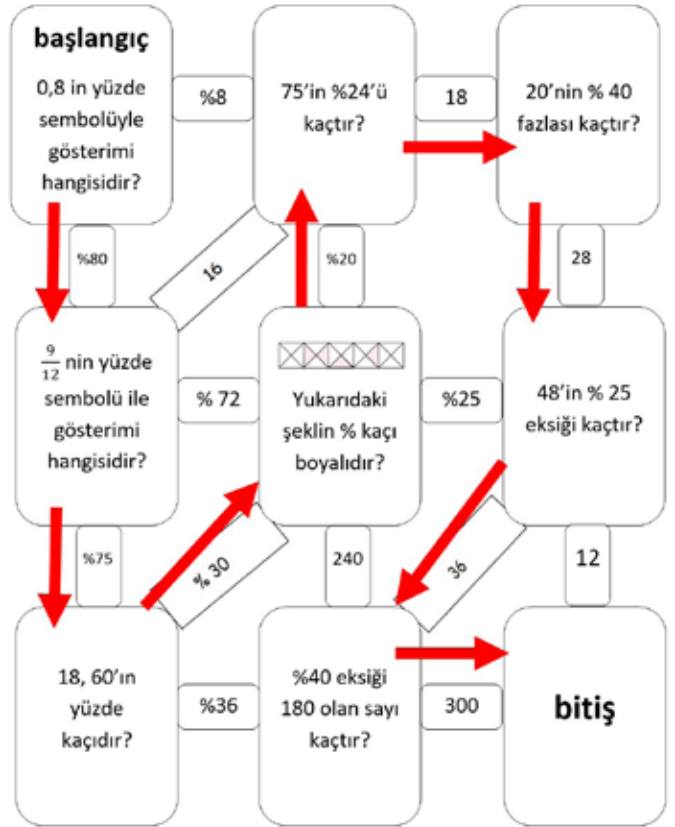 başlangıç
0,8 in yüzde
sembolüyle
gösterimi
hangisidir?
%8
75'in %24'ü
kaçtır?
18
20'nin % 40
fazlası kaçtır?
%80
16
%20
28
9/12 nin yüzde
sembolü ile
gösterimi
hangisidir?
% 72
Yukarıdaki
şeklin % kaçı
boyalıdır?
%25
48'in % 25
eksiği kaçtır?
%75
% 30
240
36
12
18, 60'ın
yüzde
kaçıdır?
%36
%40 eksiği
180 olan sayı
kaçtır?
300
bitiş